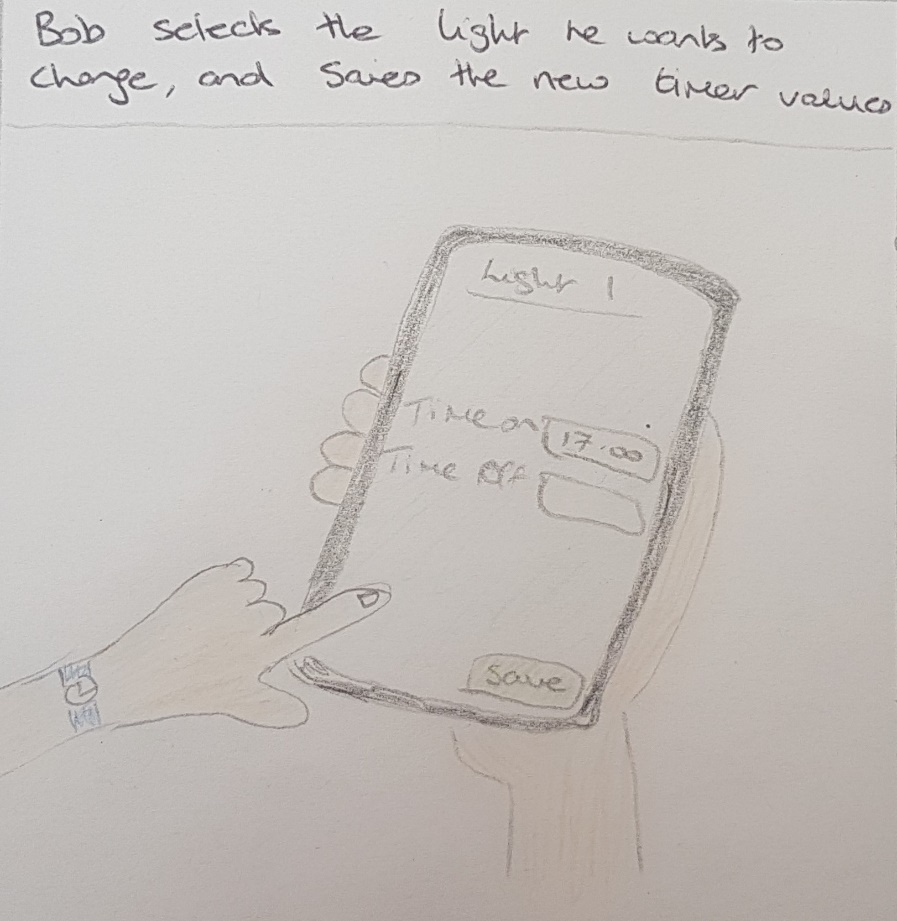 Bob selects the light he wants to
change, and saves the new timer values
Light 1
Time on 17.00
Time Off
Save